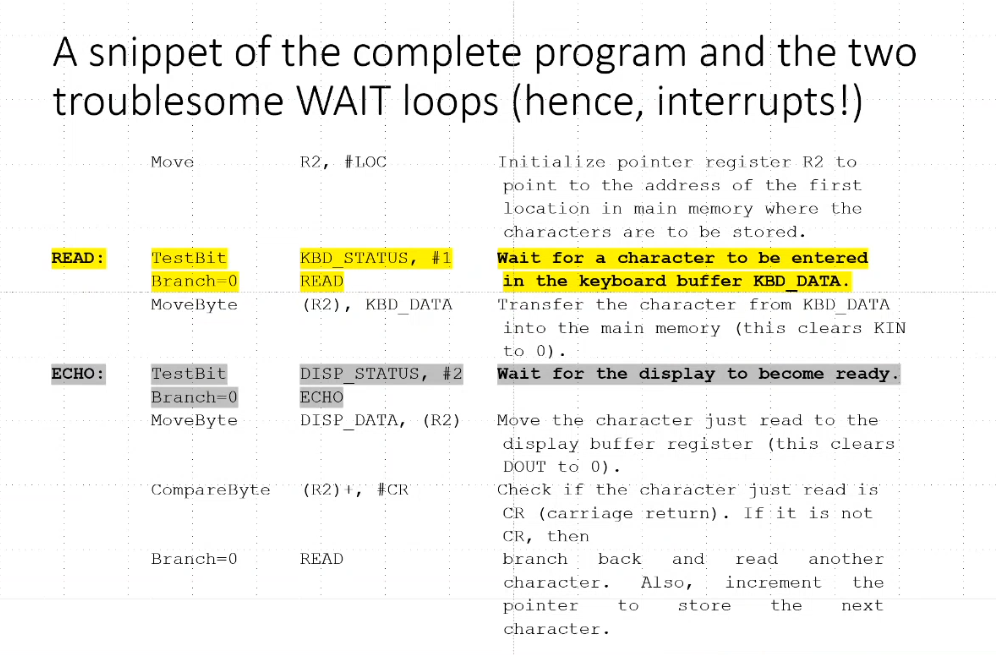 A snippet of the complete program and the two
troublesome WAIT loops (hence, interrupts!)
Move R2, #LOC Initialize pointer register R2 to
point to the address of the first
location in main memory where the
characters are to be stored.
READ: TestBit KBD_STATUS, #1 Wait for a character to be entered
Branch=0 READ in the keyboard buffer KBD_DATA.
MoveByte (R2), KBD_DATA Transfer the character from KBD_DATA
into the main memory (this clears KIN
to 0).
ECHO: TestBit DISP_STATUS, #2 Wait for the display to become ready.
Branch=0 ECHO
MoveByte DISP_DATA, (R2) Move the character just read to the
display buffer register (this clears
DOUT to 0).
CompareByte (R2)+, #CR Check if the character just read is
CR (carriage return). If it is not
CR, then
Branch=0 READ branch back and read another
character. Also, increment the
pointer to store the next
character.